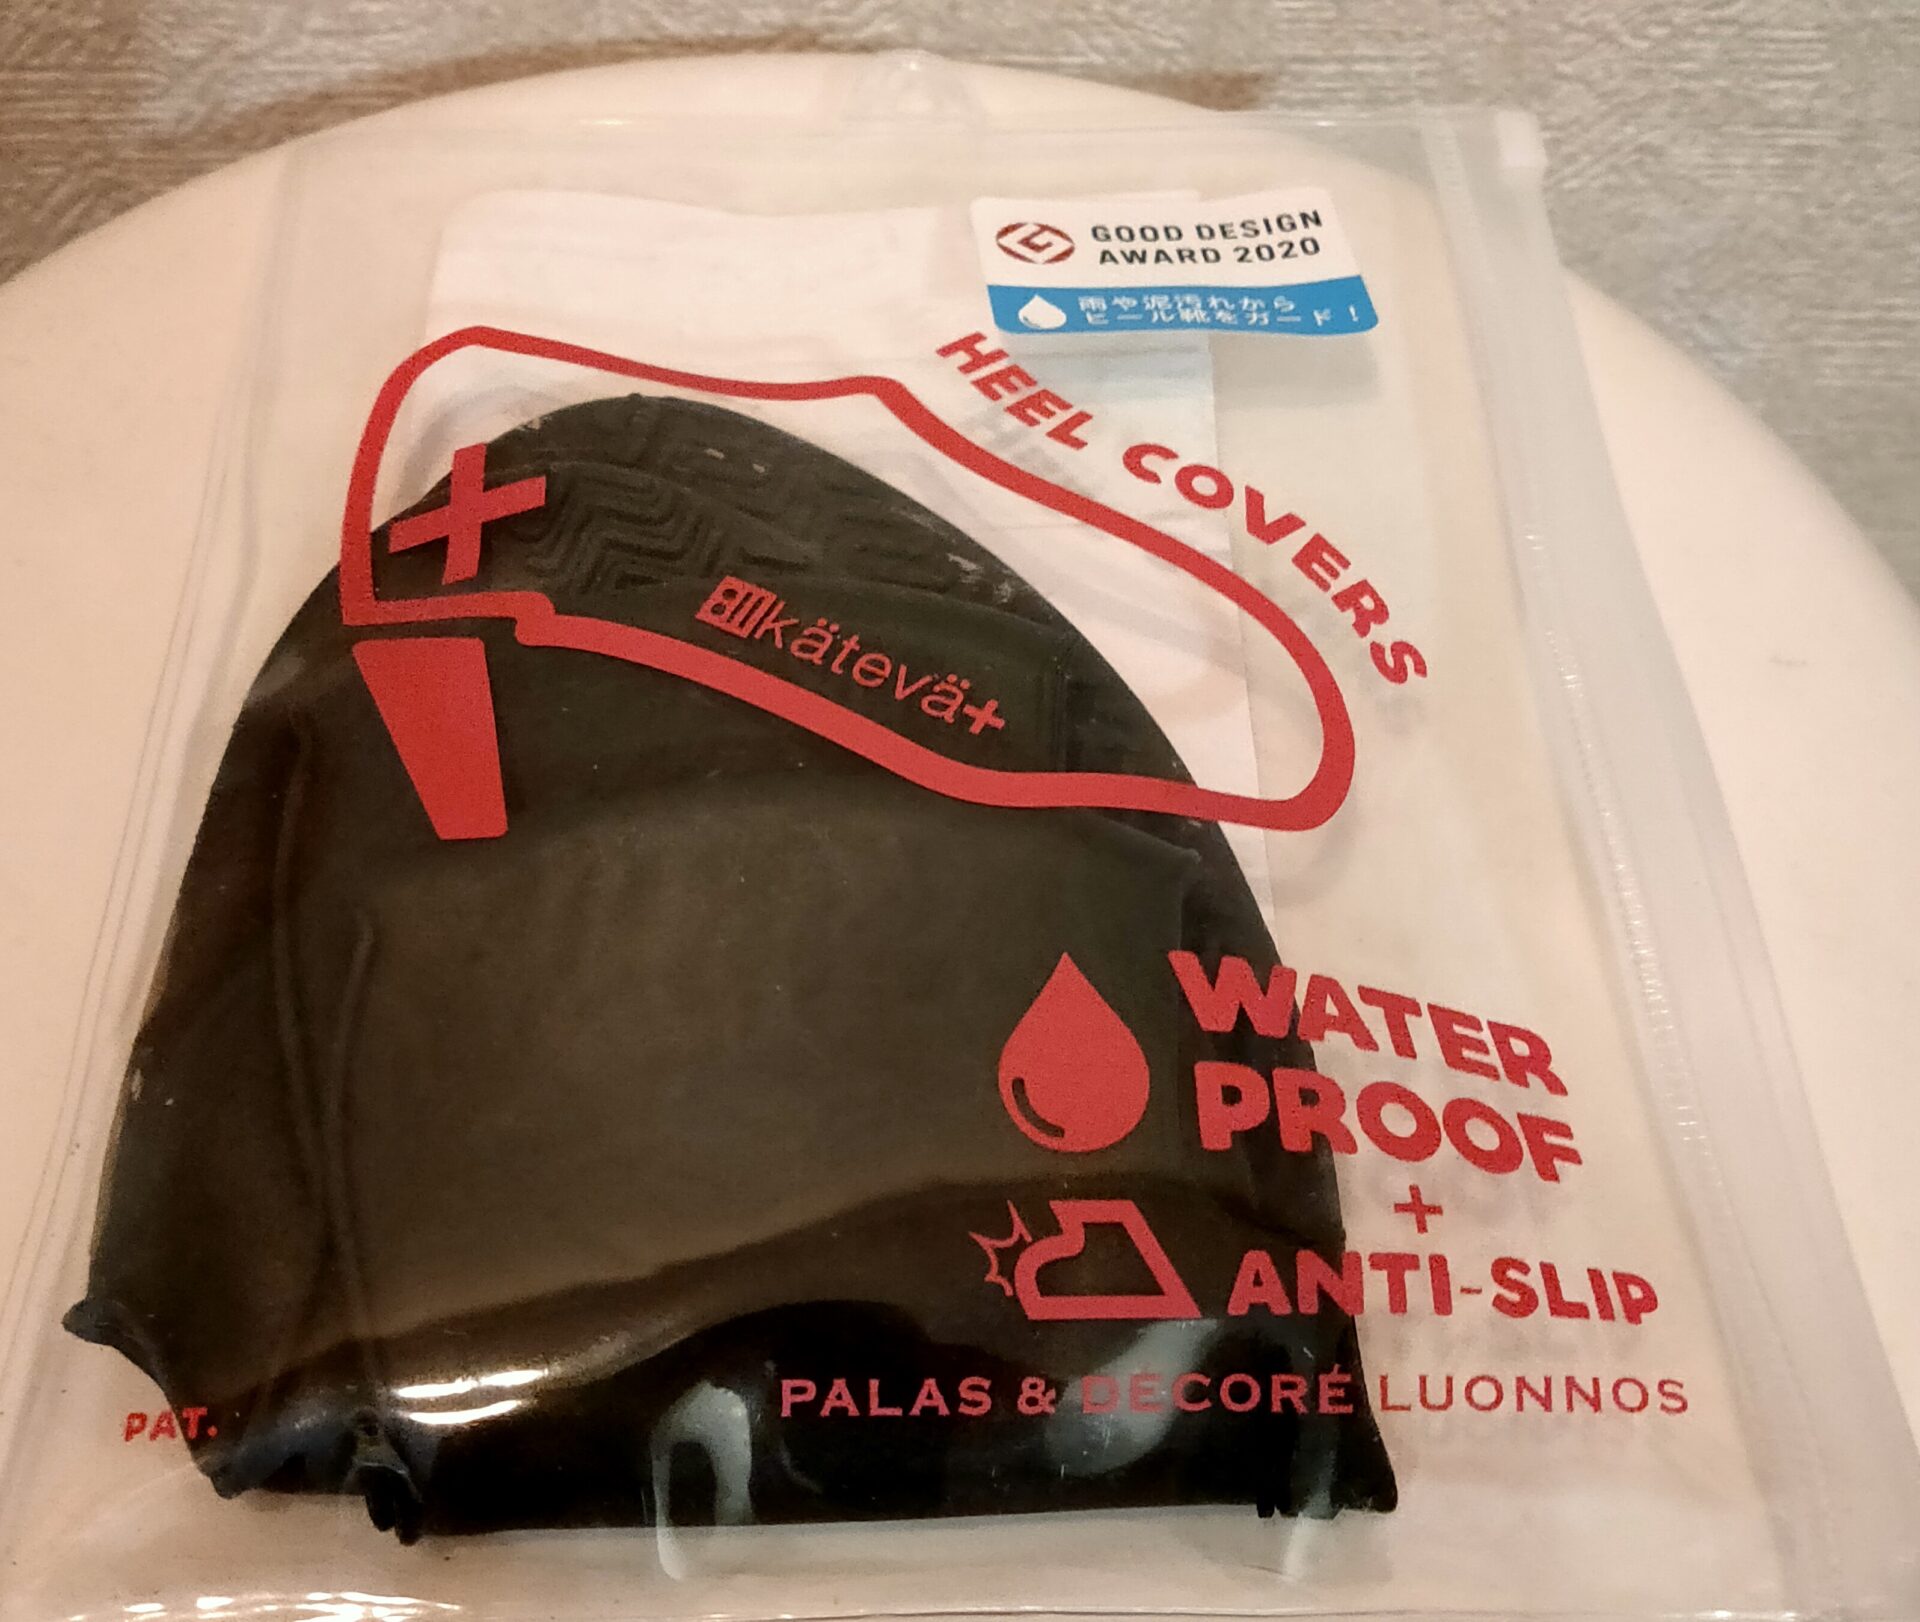 GOOD DESIGN
AWARD 2020
雨や泥汚れから
ヒール靴をガード！
HEEL COVERS
kätevä+
WATER
PROOF
+
ANTI-SLIP
PALAS & DÉCORÉ LUONNOS
PAT.